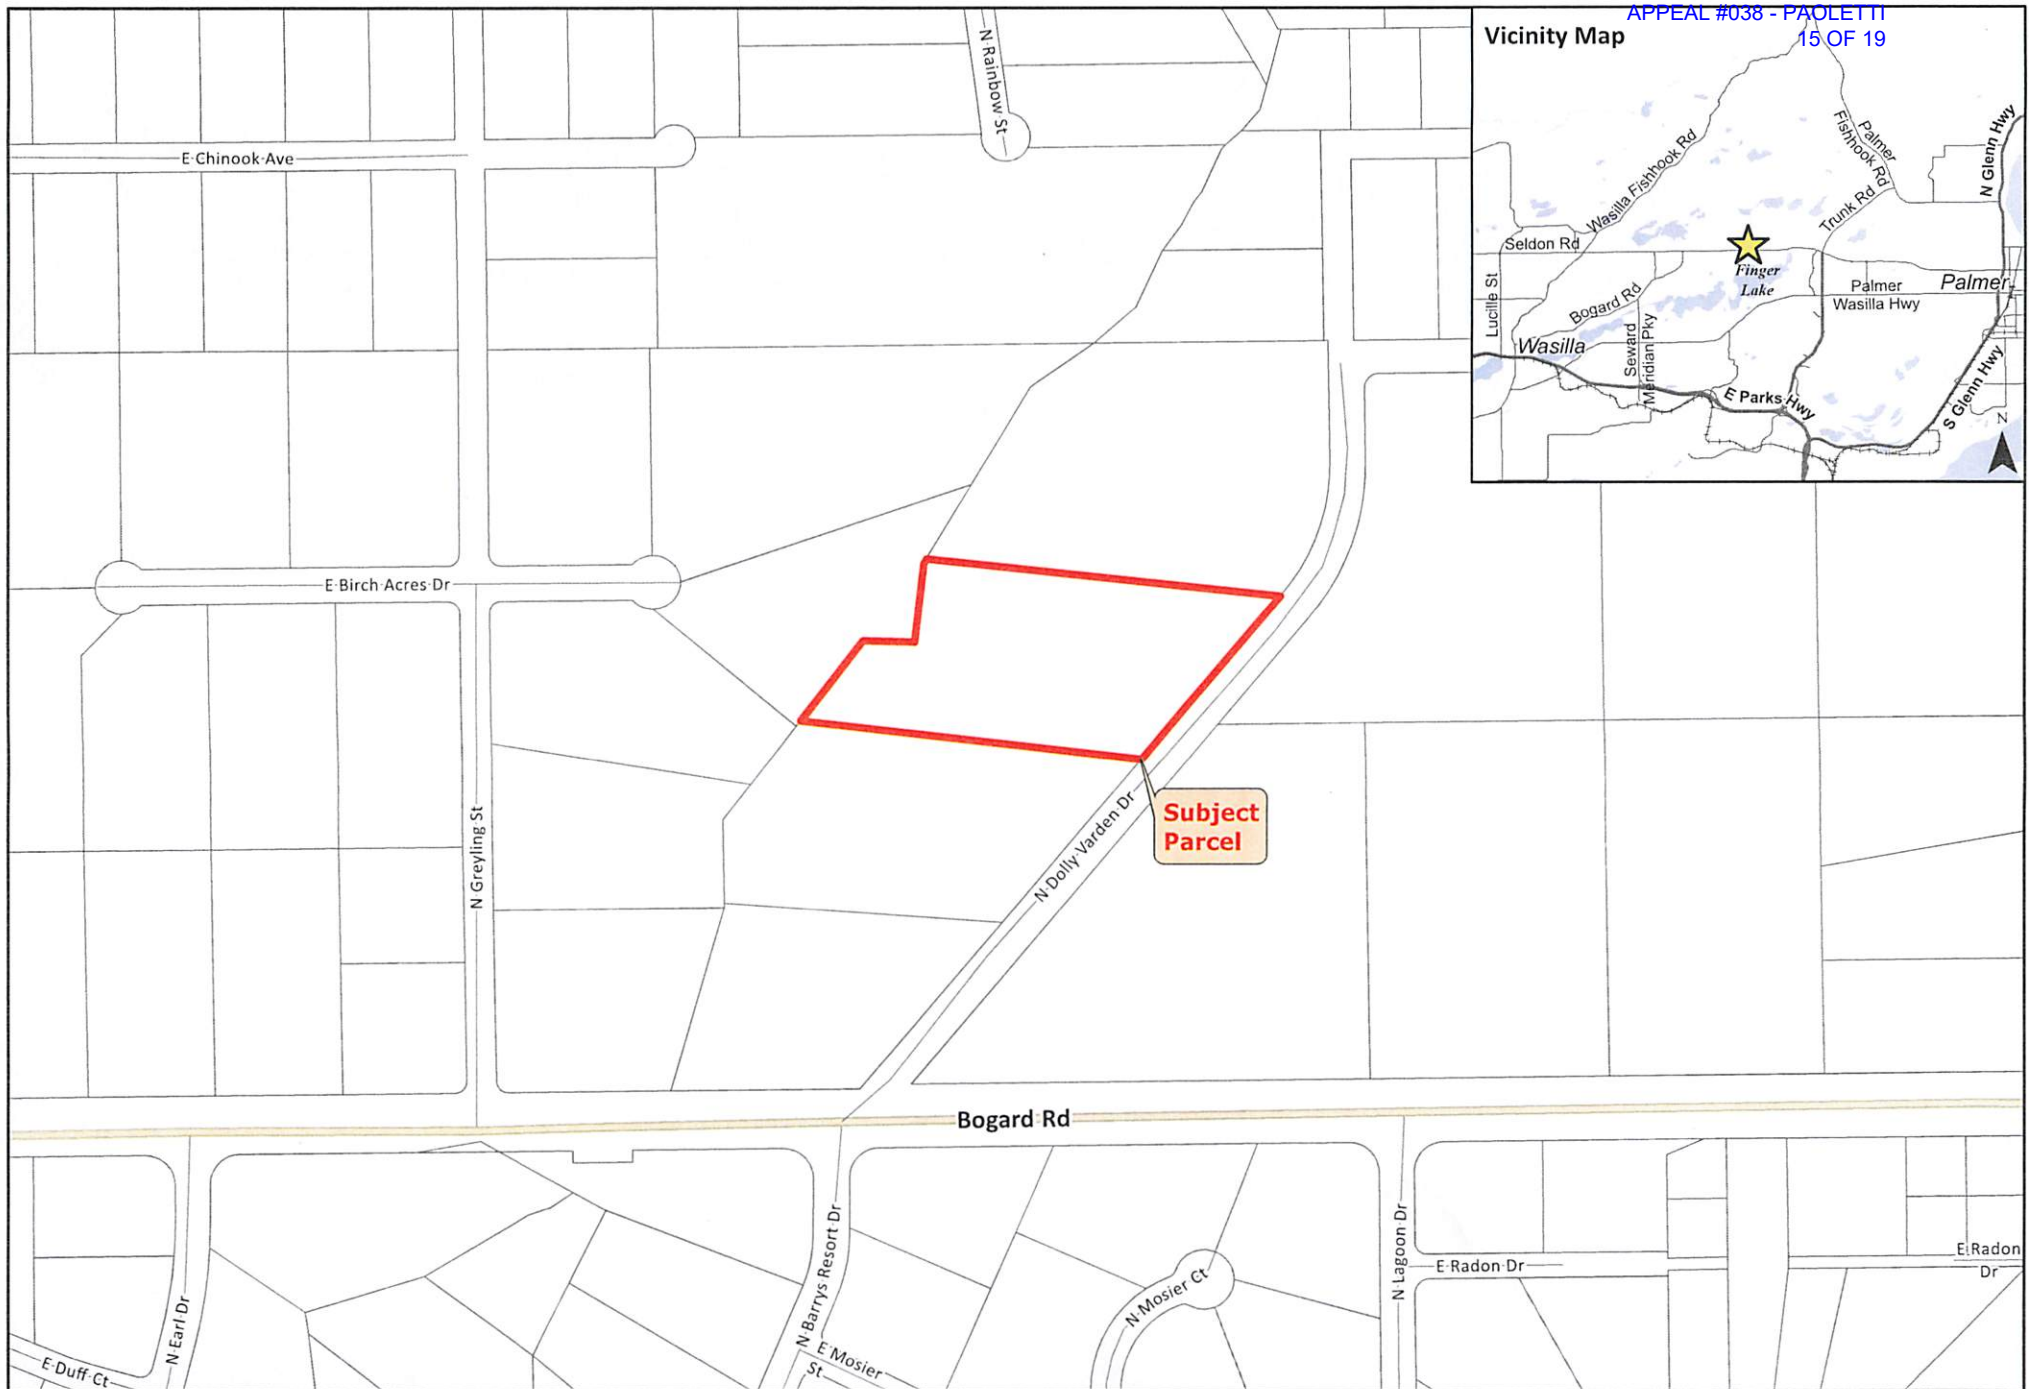 APPEAL #038 - PAOLETTI
15 OF 19
Vicinity Map
Palmer
Fishhook Rd
N Glenn Hwy
Wasilla Fishhook Rd
Trunk Rd
Seldon Rd
Finger
Lake
Lucille St
Bogard Rd
Palmer
Wasilla Hwy
Palmer
Seward
Meridian Pky
Wasilla
E Parks Hwy
S Glenn Hwy
N
N Rainbow St
E Chinook Ave
E Birch Acres Dr
N Greyling St
Subject
Parcel
N Dolly Varden Dr
Bogard Rd
N Earl Dr
E Duff Ct
N Barrys Resort Dr
E Mosier
St
N Mosier Ct
N Lagoon Dr
E Radon Dr
E Radon
Dr